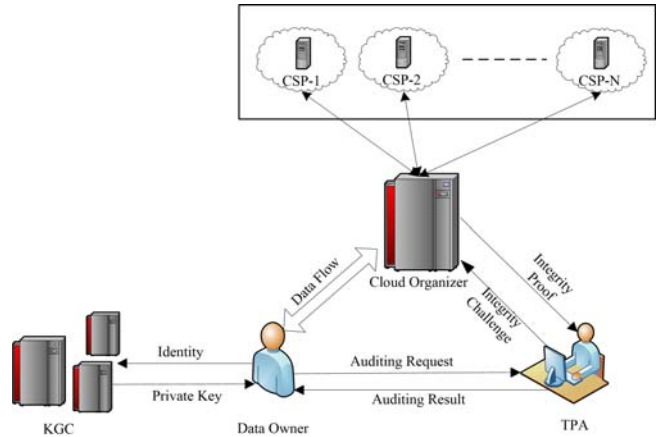 CSP-1
CSP-2
CSP-N
Cloud Organizer
Data Flow
Integrity
Proof
Integrity
Challenge
Identity
Private Key
Auditing Request
Auditing Result
KGC
Data Owner
TPA